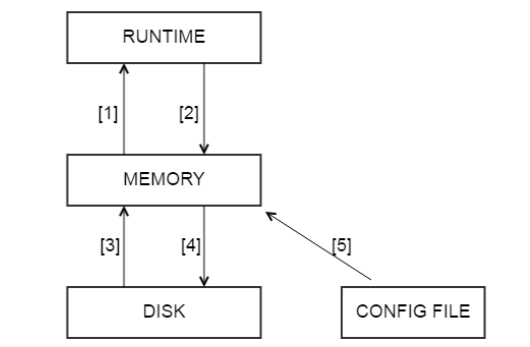 RUNTIME
[1]
[2]
MEMORY
[3]
[4]
[5]
DISK
CONFIG FILE